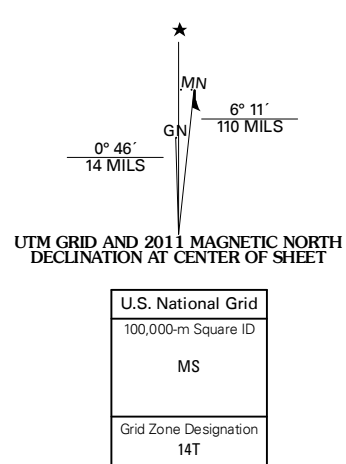 ★
MN
GN
6° 11´
110 MILS
0° 46´
14 MILS
UTM GRID AND 2011 MAGNETIC NORTH
DECLINATION AT CENTER OF SHEET
U.S. National Grid
100,000-m Square ID
MS
Grid Zone Designation
14T